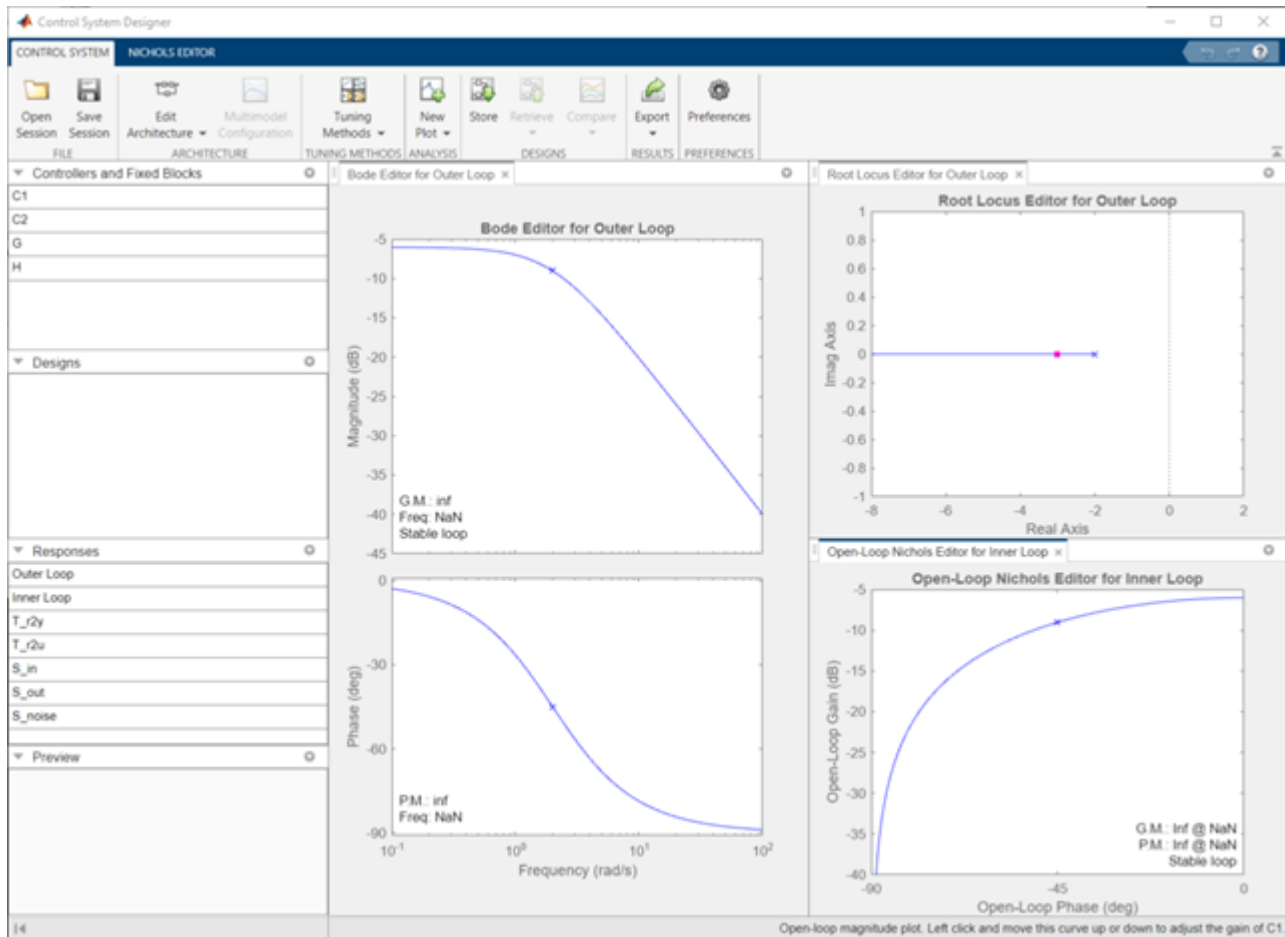 Control System Designer
CONTROL SYSTEM NICHOLS EDITOR
Open Session
Save Session
Edit Architecture
Multimodel Configuration
Tuning Methods
New Plot
Store
Retrieve
Compare
Export
Preferences
FILE ARCHITECTURE TUNING METHODS ANALYSIS DESIGNS RESULTS PREFERENCES
Controllers and Fixed Blocks
C1
C2
G
H
Designs
Responses
Outer Loop
Inner Loop
T_r2y
T_r2u
S_in
S_out
S_noise
Preview
Bode Editor for Outer Loop ×
Bode Editor for Outer Loop
-5
-10
-15
-20
-25
-30
-35
-40
-45
Magnitude (dB)
G.M.: inf
Freq: NaN
Stable loop
0
-30
-60
-90
Phase (deg)
P.M.: inf
Freq: NaN
10^-1 10^0 10^1 10^2
Frequency (rad/s)
Root Locus Editor for Outer Loop ×
Root Locus Editor for Outer Loop
1
0.8
0.6
0.4
0.2
0
-0.2
-0.4
-0.6
-0.8
-1
Imag Axis
-8 -6 -4 -2 0 2
Real Axis
Open-Loop Nichols Editor for Inner Loop ×
Open-Loop Nichols Editor for Inner Loop
-5
-10
-15
-20
-25
-30
-35
-40
Open-Loop Gain (dB)
G.M.: Inf @ NaN
P.M.: Inf @ NaN
Stable loop
-90 -45 0
Open-Loop Phase (deg)
Open-loop magnitude plot. Left click and move this curve up or down to adjust the gain of C1